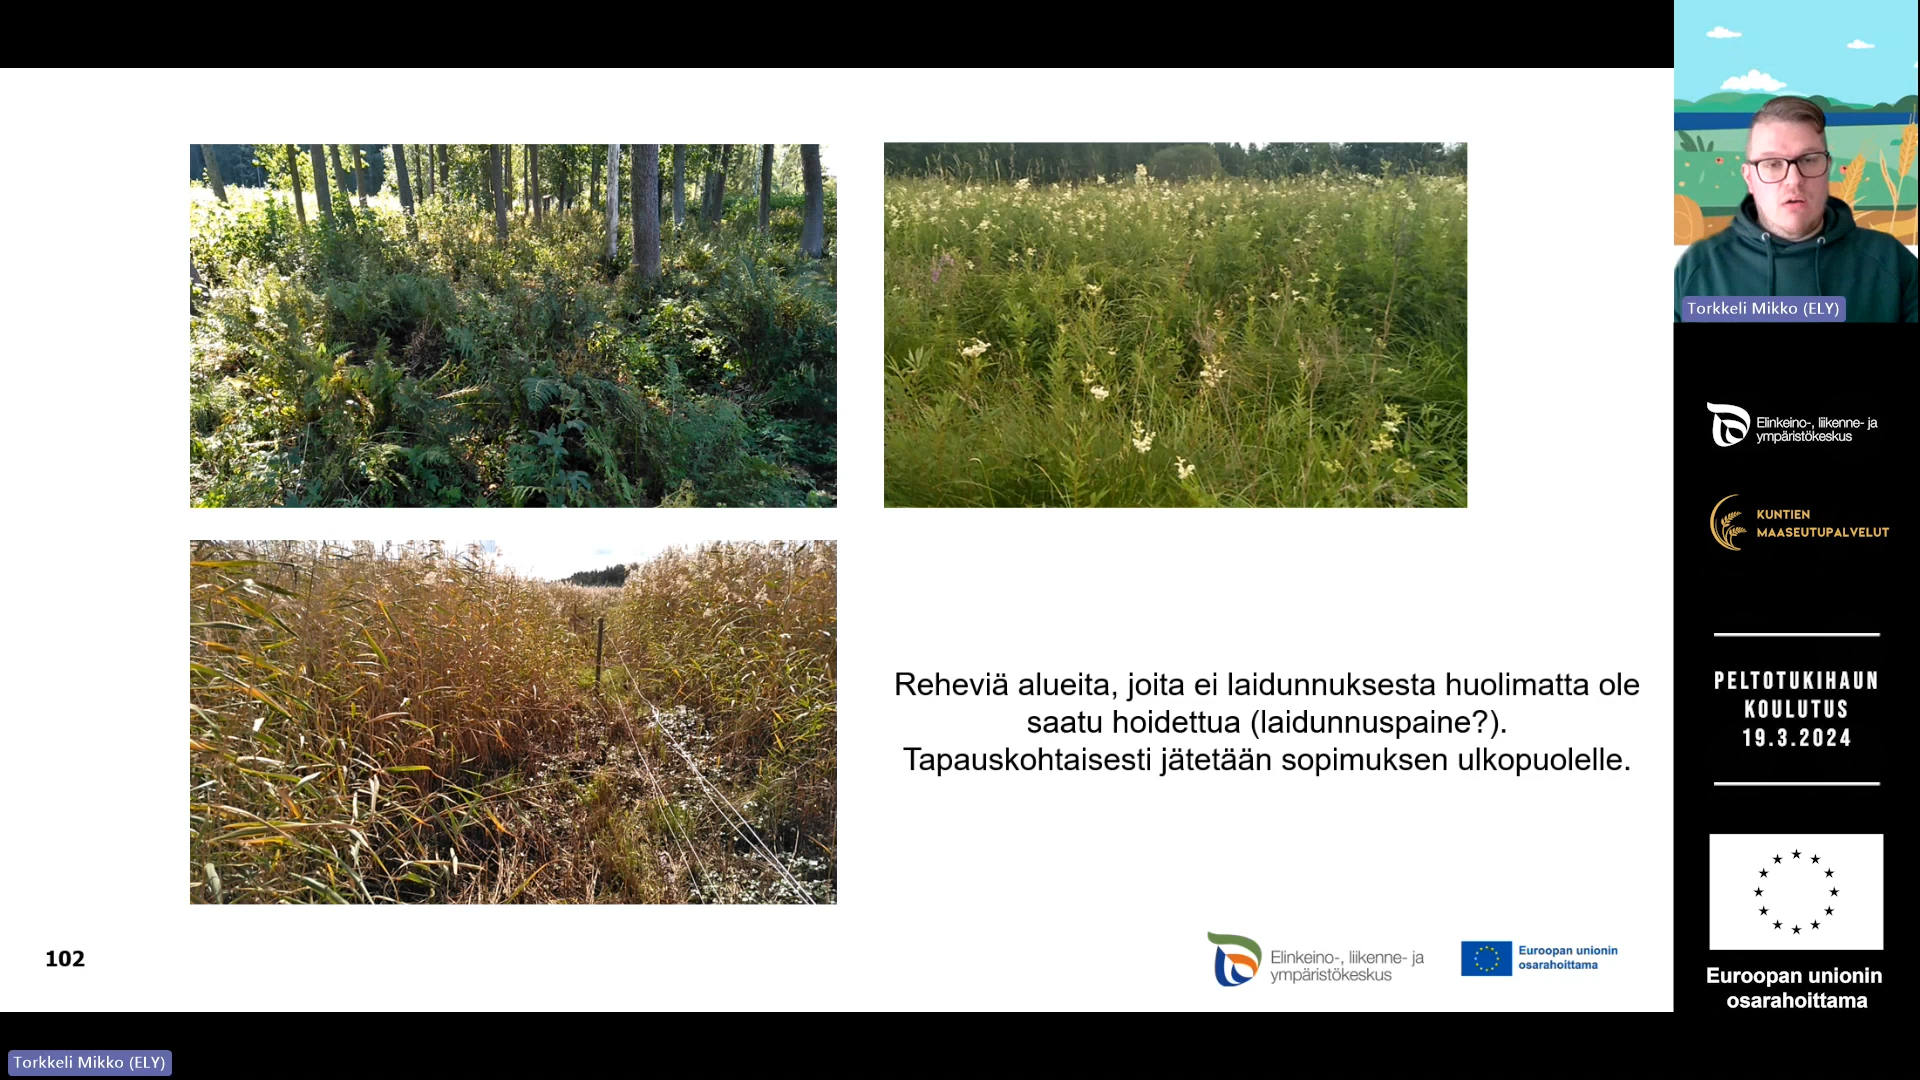 Reheviä alueita, joita ei laidunnuksesta huolimatta ole
saatu hoidettua (laidunnuspaine?).
Tapauskohtaisesti jätetään sopimuksen ulkopuolelle.
102
Elinkeino-, liikenne- ja
ympäristökeskus
Euroopan unionin
osarahoittama
Torkkeli Mikko (ELY)
Elinkeino-, liikenne- ja
ympäristökeskus
KUNTIEN
MAASEUTUPALVELUT
PELTOTUKIHAUN
KOULUTUS
19.3.2024
Euroopan unionin
osarahoittama
Torkkeli Mikko (ELY)